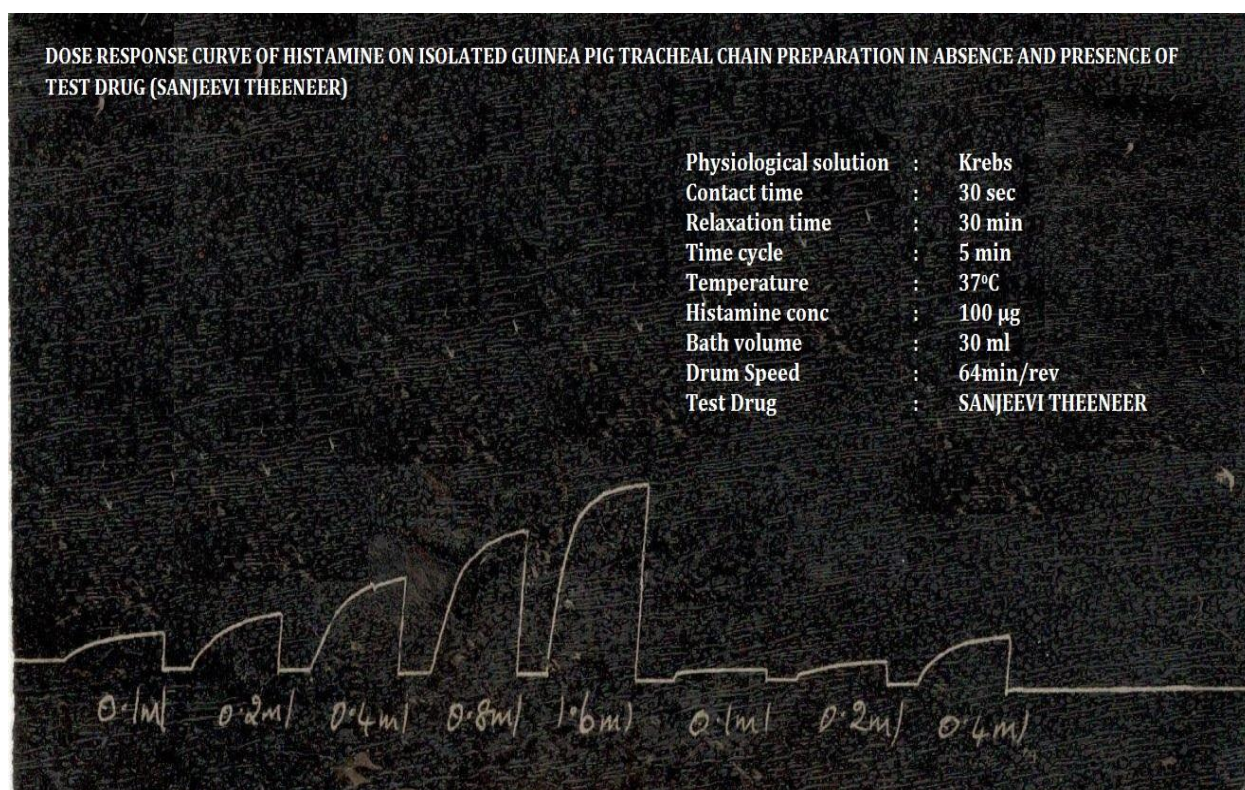 DOSE RESPONSE CURVE OF HISTAMINE ON ISOLATED GUINEA PIG TRACHEAL CHAIN PREPARATION IN ABSENCE AND PRESENCE OF
TEST DRUG (SANJEEVI THEENEER)
Physiological solution : Krebs
Contact time : 30 sec
Relaxation time : 30 min
Time cycle : 5 min
Temperature : 37⁰C
Histamine conc : 100 µg
Bath volume : 30 ml
Drum Speed : 64min/rev
Test Drug : SANJEEVI THEENEER
0.1ml 0.2ml 0.4ml 0.8ml 1.6ml 0.1ml 0.2ml 0.4ml